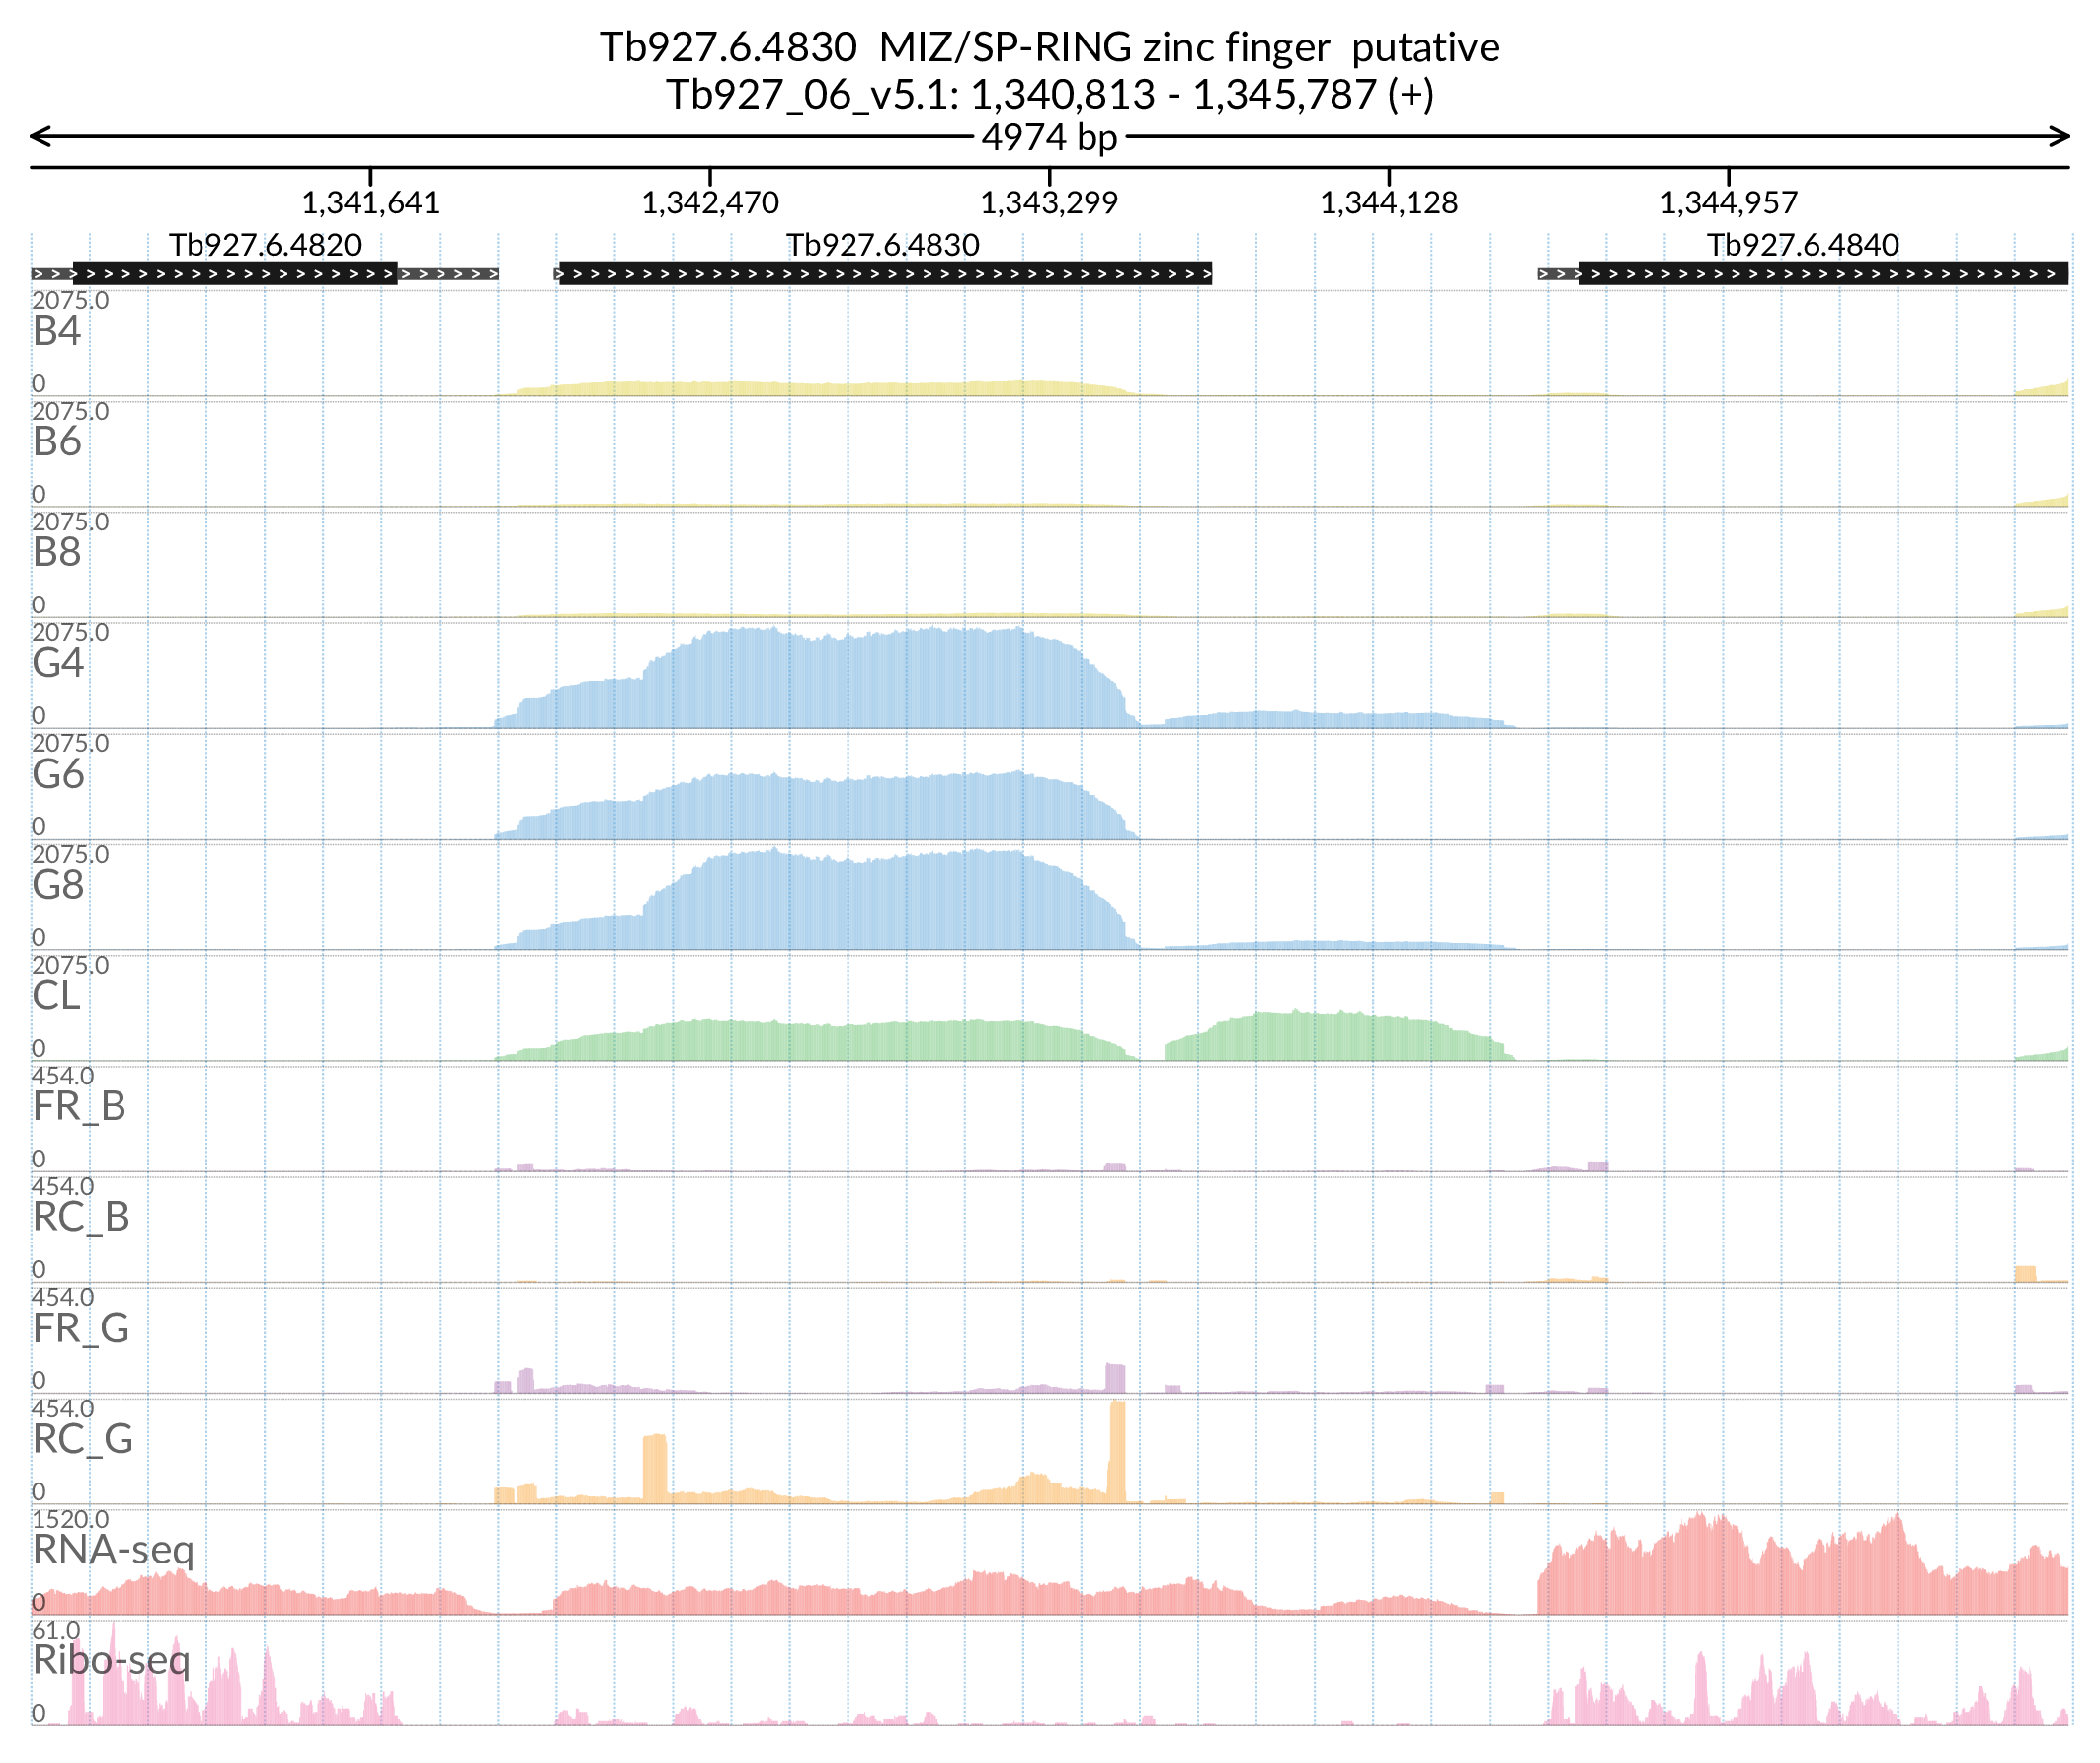 Tb927.6.4830  MIZ/SP-RING zinc finger  putative
Tb927_06_v5.1: 1,340,813 - 1,345,787 (+)
4974 bp
1,341,641 1,342,470 1,343,299 1,344,128 1,344,957
Tb927.6.4820 Tb927.6.4830 Tb927.6.4840
2075.0
B4
0
2075.0
B6
0
2075.0
B8
0
2075.0
G4
0
2075.0
G6
0
2075.0
G8
0
2075.0
CL
0
454.0
FR_B
0
454.0
RC_B
0
454.0
FR_G
0
454.0
RC_G
0
1520.0
RNA-seq
0
61.0
Ribo-seq
0